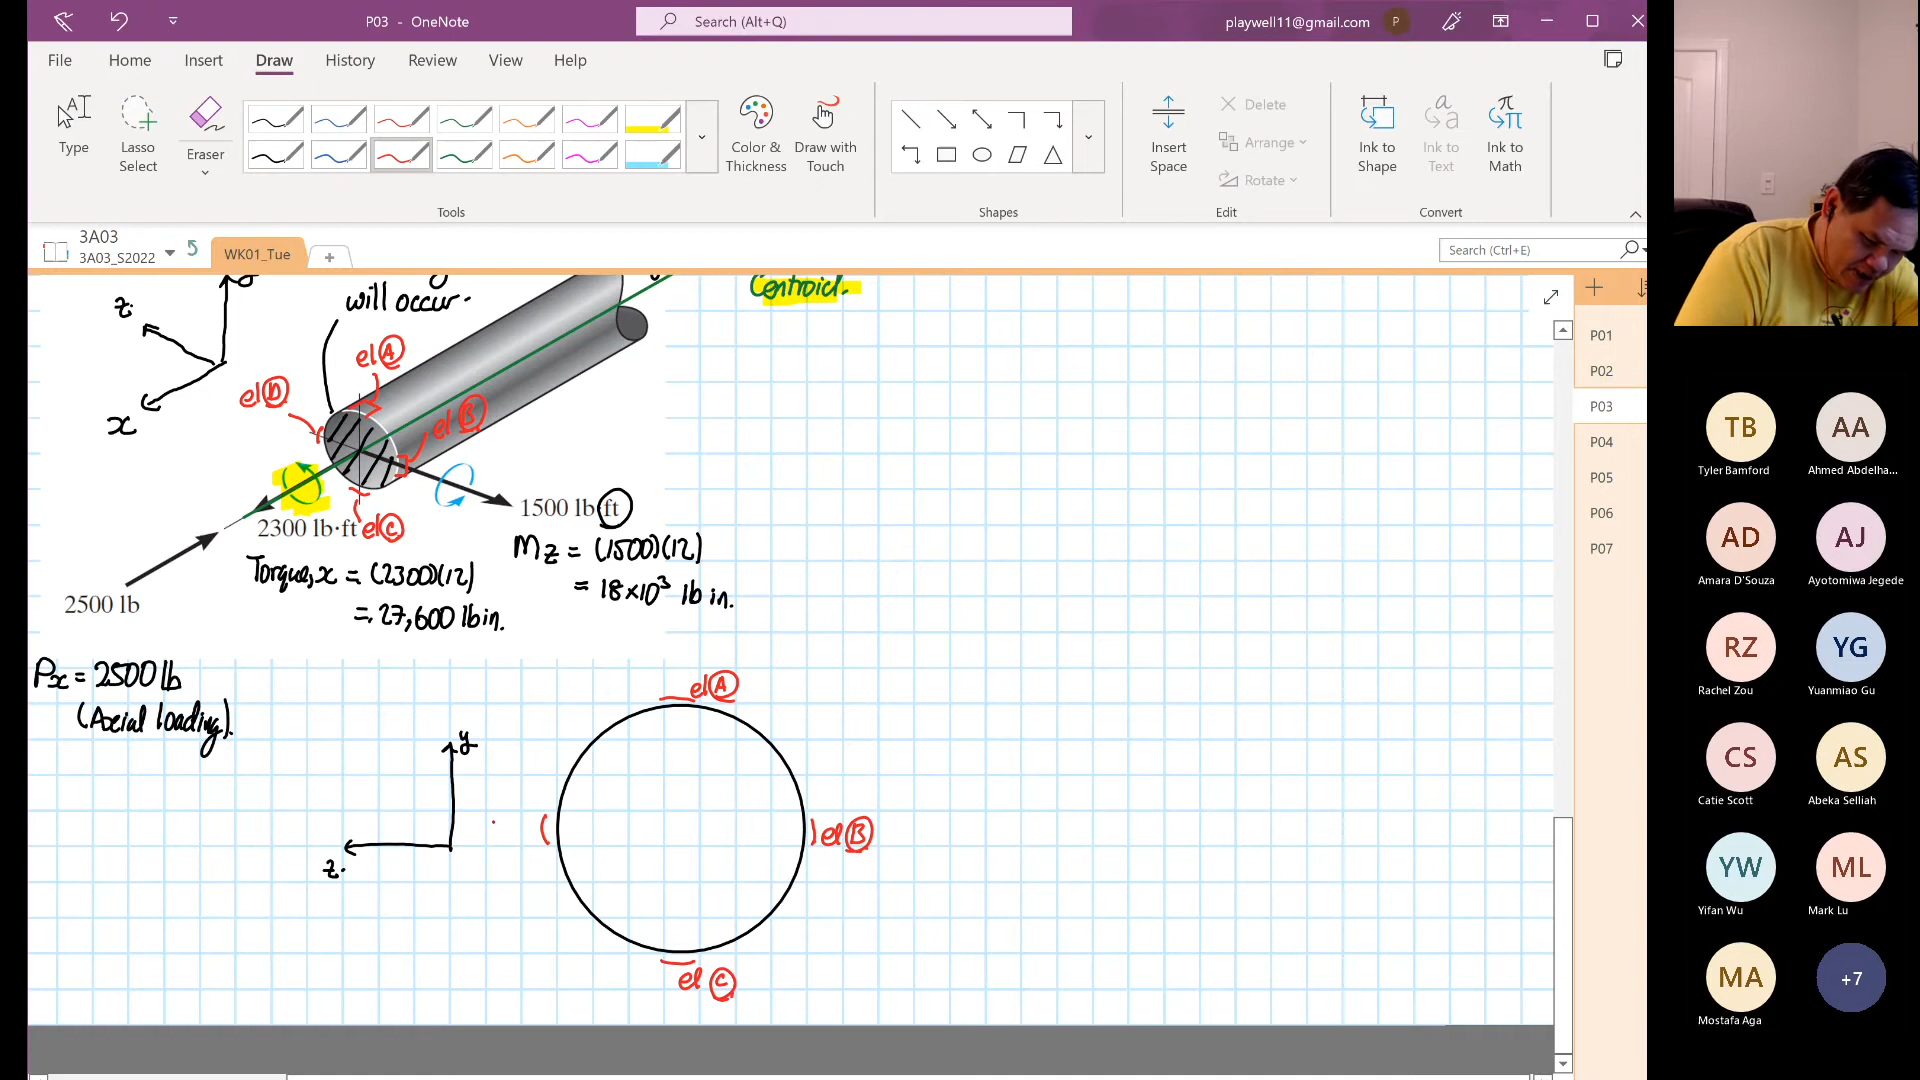 P03 - OneNote
Search (Alt+Q)
playwell11@gmail.com
P
File
Home
Insert
Draw
History
Review
View
Help
Type
Lasso Select
Eraser
Color & Thickness
Draw with Touch
Insert Space
Delete
Arrange
Rotate
Ink to Shape
Ink to Text
Ink to Math
Tools
Shapes
Edit
Convert
3A03
3A03_S2022
WK01_Tue
Search (Ctrl+E)
will occur.
Centroid.
z
x
el A
el D
el B
el C
1500 lb·ft
2300 lb·ft
2500 lb
Mz = (1500)(12)
= 18×10³ lb in.
Torque,x = (2300)(12)
= 27,600 lb in.
Px = 2500 lb
(Axial loading).
y
z
el A
el B
el C
P01
P02
P03
P04
P05
P06
P07
TB
Tyler Bamford
AA
Ahmed Abdelha...
AD
Amara D'Souza
AJ
Ayotomiwa Jegede
RZ
Rachel Zou
YG
Yuanmiao Gu
CS
Catie Scott
AS
Abeka Selliah
YW
Yifan Wu
ML
Mark Lu
MA
Mostafa Aga
+7